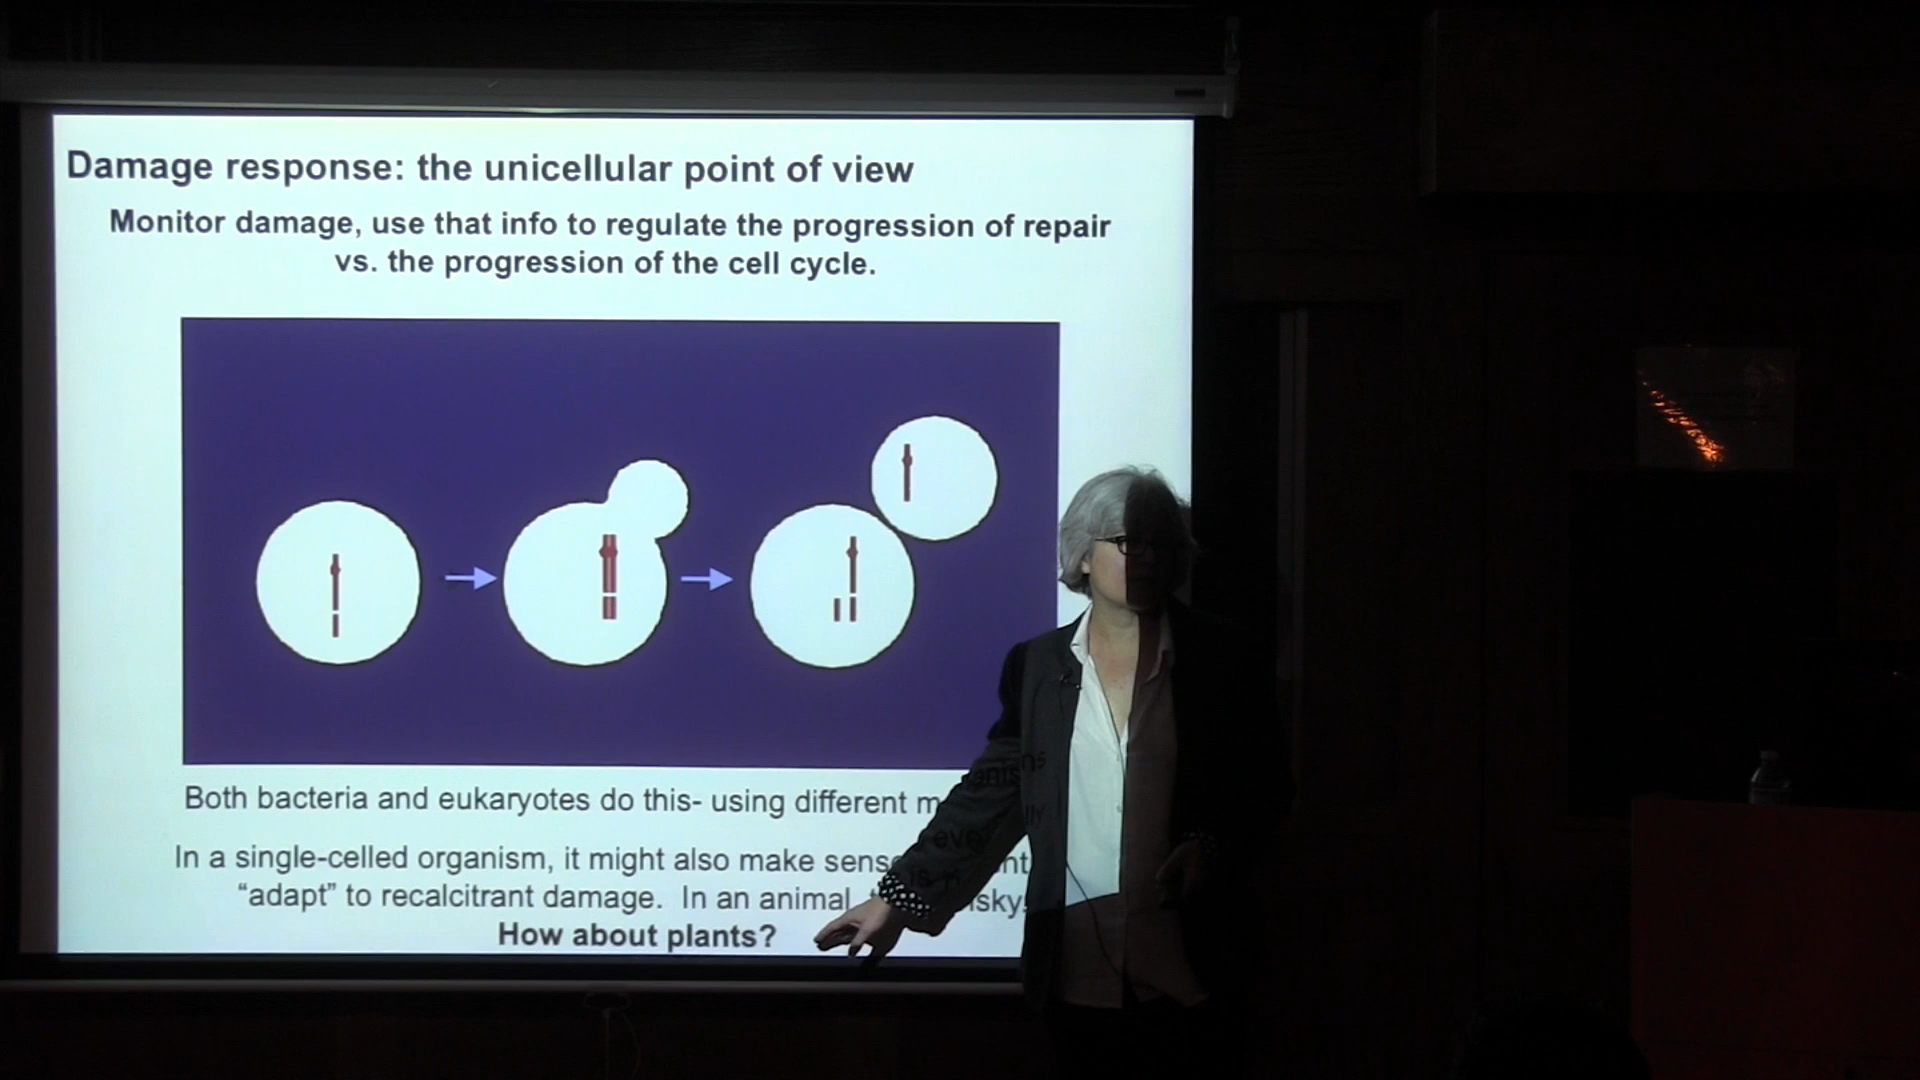 Damage response: the unicellular point of view
Monitor damage, use that info to regulate the progression of repair
vs. the progression of the cell cycle.
Both bacteria and eukaryotes do this- using different
In a single-celled organism, it might also make
“adapt” to recalcitrant damage. In an animal,
How about plants?